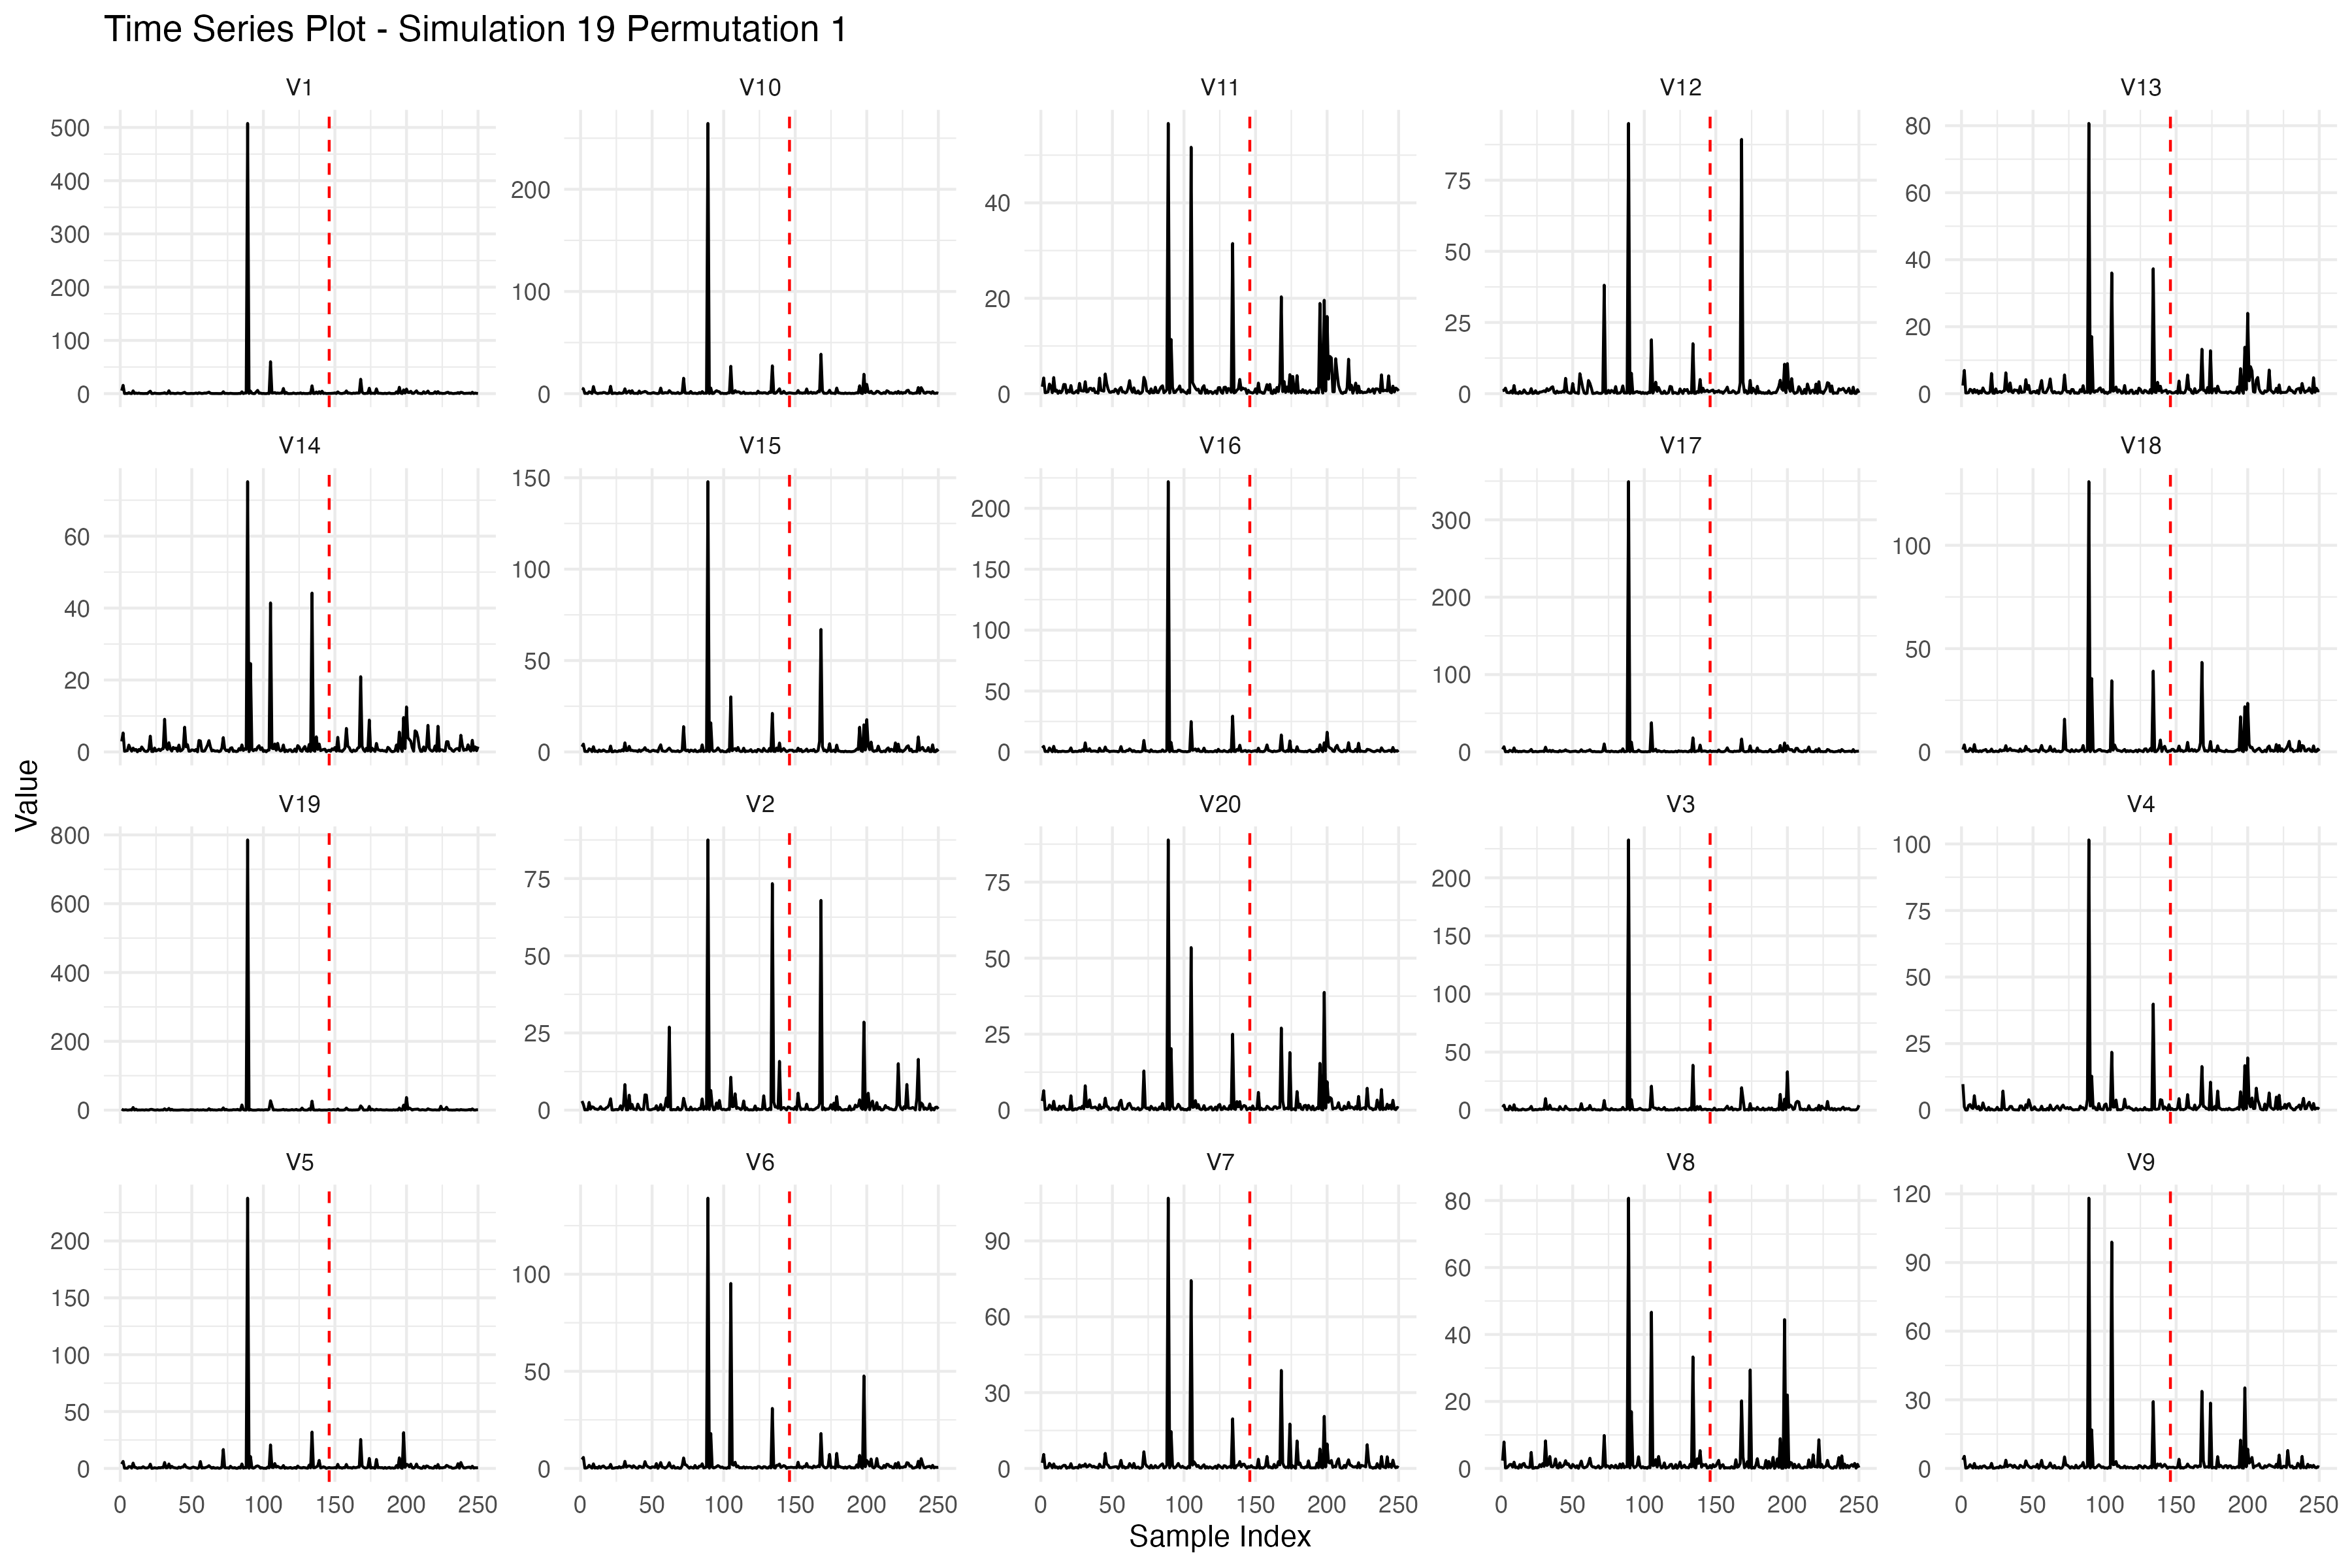 Time Series Plot - Simulation 19 Permutation 1
V1 V10 V11 V12 V13
500 400 300 200 100 0
200 100 0
40 20 0
75 50 25 0
80 60 40 20 0
V14 V15 V16 V17 V18
60 40 20 0
150 100 50 0
200 150 100 50 0
300 200 100 0
100 50 0
Value
V19 V2 V20 V3 V4
800 600 400 200 0
75 50 25 0
75 50 25 0
200 150 100 50 0
100 75 50 25 0
V5 V6 V7 V8 V9
200 150 100 50 0
100 50 0
90 60 30 0
80 60 40 20 0
120 90 60 30 0
0 50 100 150 200 250 0 50 100 150 200 250 0 50 100 150 200 250 0 50 100 150 200 250 0 50 100 150 200 250
Sample Index